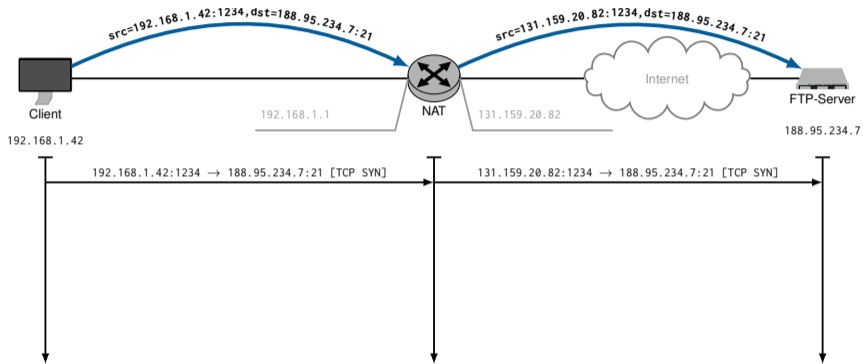 src=192.168.1.42:1234,dst=188.95.234.7:21
src=131.159.20.82:1234,dst=188.95.234.7:21
Internet
Client
NAT
FTP-Server
192.168.1.1
131.159.20.82
192.168.1.42
188.95.234.7
192.168.1.42:1234 → 188.95.234.7:21 [TCP SYN]
131.159.20.82:1234 → 188.95.234.7:21 [TCP SYN]